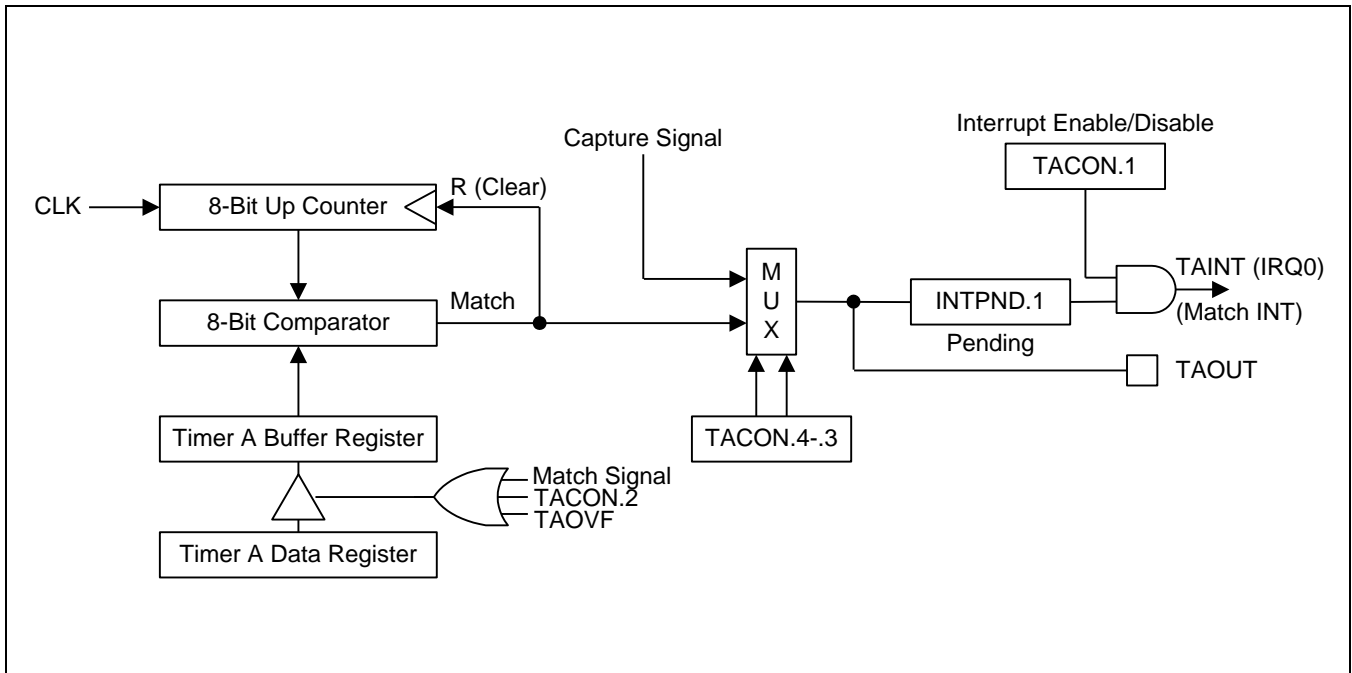 Interrupt Enable/Disable
Capture Signal
TACON.1
R (Clear)
CLK
8-Bit Up Counter
M
U
X
TAINT (IRQ0)
Match
INTPND.1
(Match INT)
8-Bit Comparator
Pending
TAOUT
Timer A Buffer Register
TACON.4-.3
Match Signal
TACON.2
TAOVF
Timer A Data Register